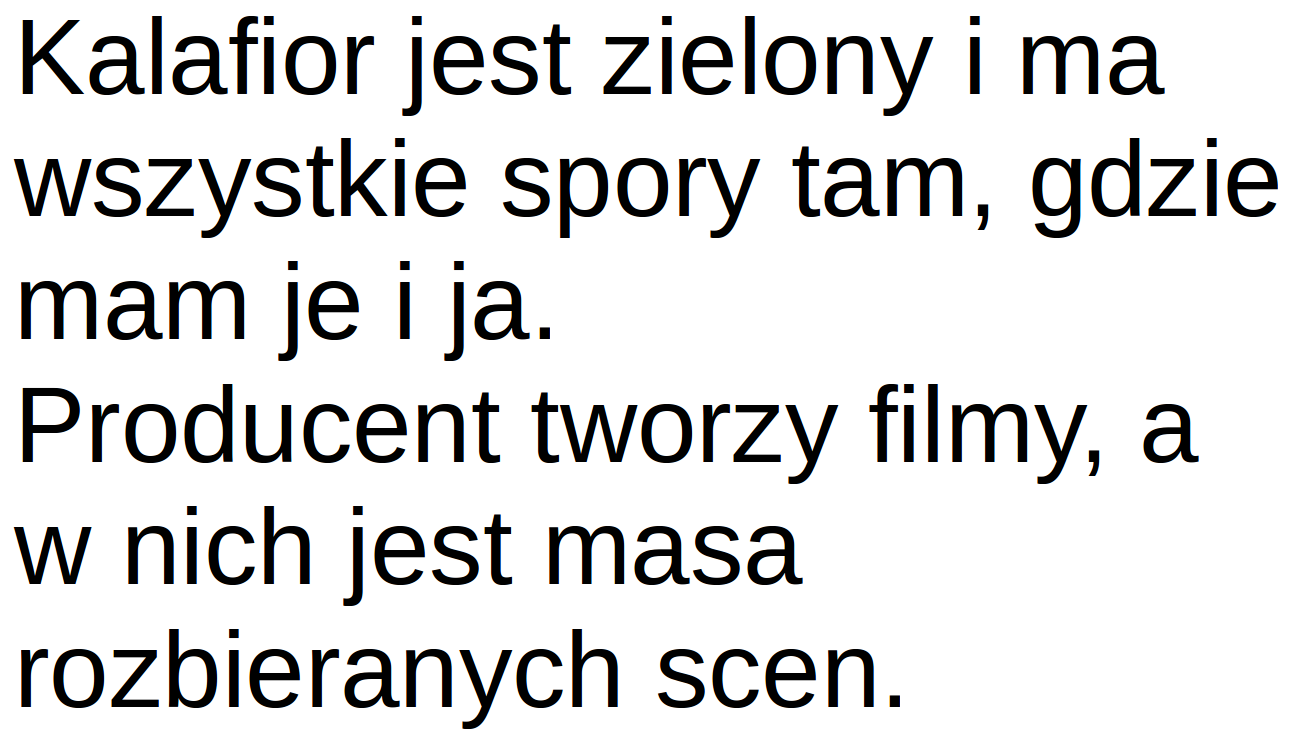 Kalafior jest zielony i ma
wszystkie spory tam, gdzie
mam je i ja.
Producent tworzy filmy, a
w nich jest masa
rozbieranych scen.